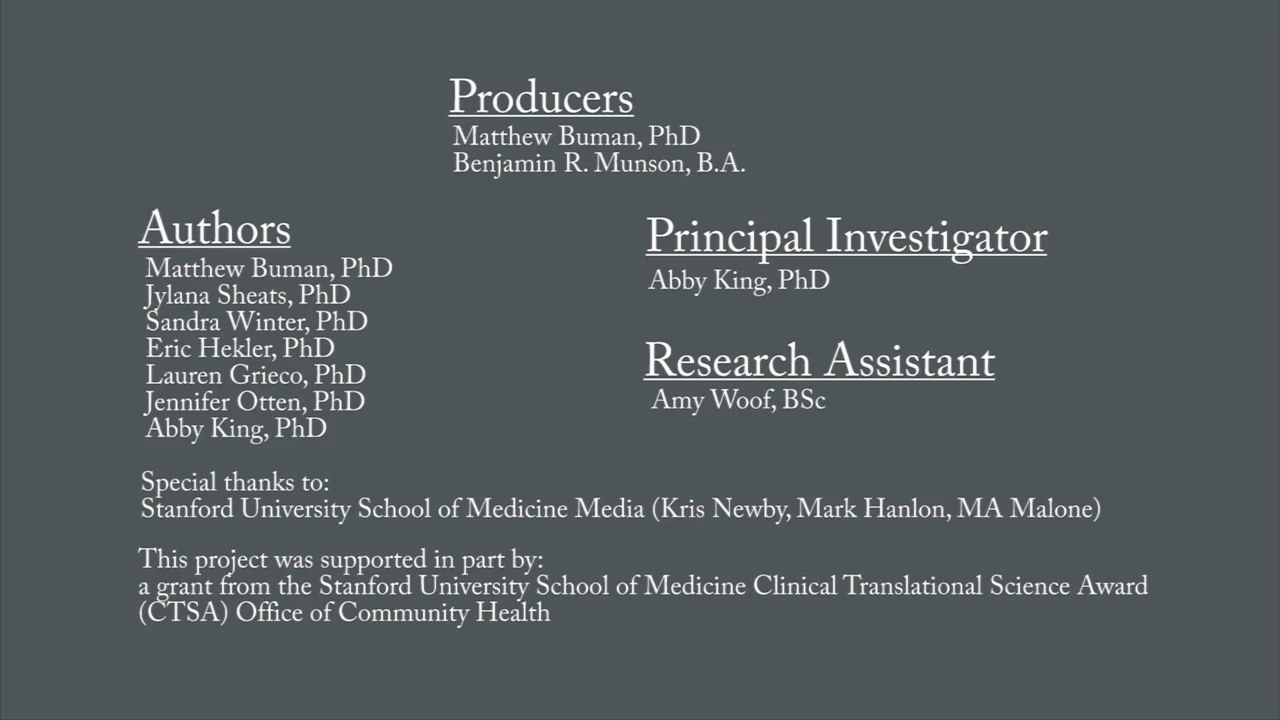 Producers
Matthew Buman, PhD
Benjamin R. Munson, B.A.
Authors
Matthew Buman, PhD
Jylana Sheats, PhD
Sandra Winter, PhD
Eric Hekler, PhD
Lauren Grieco, PhD
Jennifer Otten, PhD
Abby King, PhD
Principal Investigator
Abby King, PhD
Research Assistant
Amy Woof, BSc
Special thanks to:
Stanford University School of Medicine Media (Kris Newby, Mark Hanlon, MA Malone)
This project was supported in part by:
a grant from the Stanford University School of Medicine Clinical Translational Science Award
(CTSA) Office of Community Health